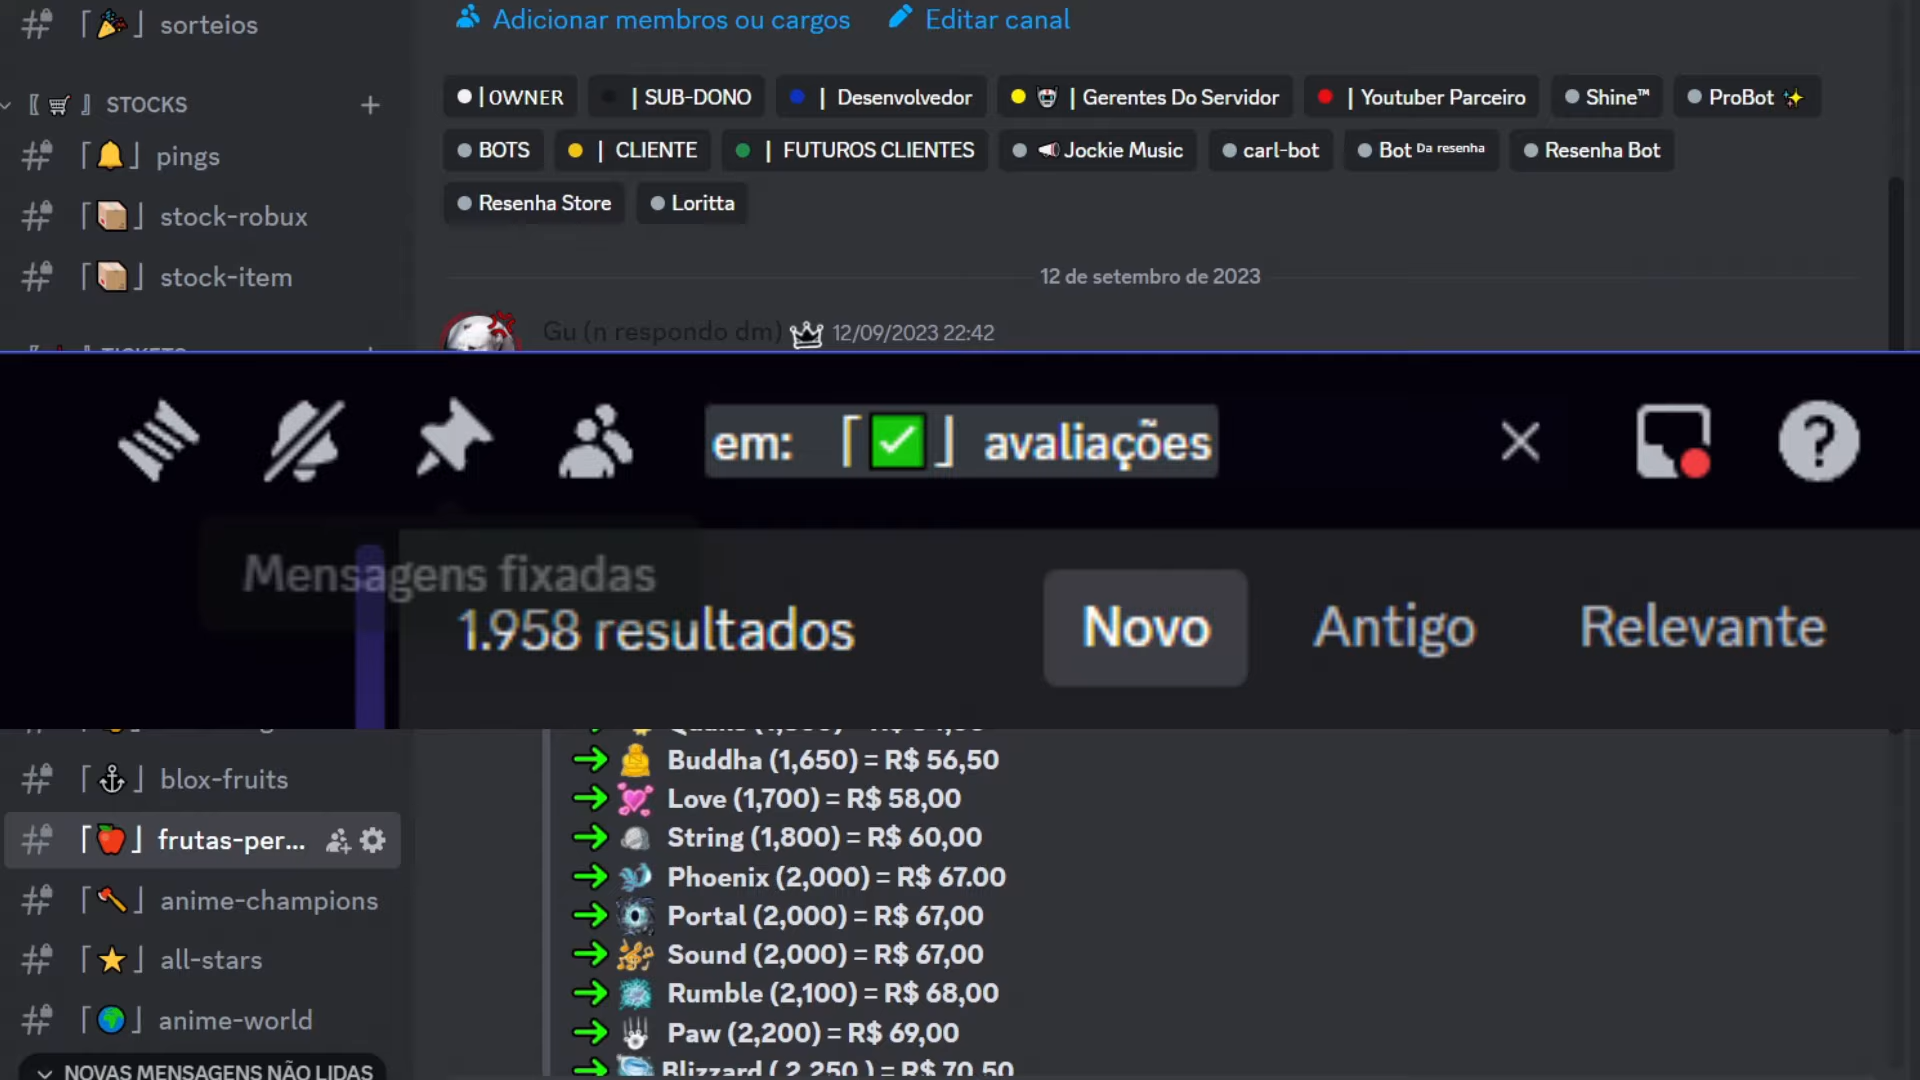 sorteios
Adicionar membros ou cargos
Editar canal
STOCKS
| OWNER
| SUB-DONO
| Desenvolvedor
| Gerentes Do Servidor
| Youtuber Parceiro
Shine™
ProBot
pings
BOTS
| CLIENTE
| FUTUROS CLIENTES
Jockie Music
carl-bot
Bot Da resenha
Resenha Bot
stock-robux
Resenha Store
Loritta
stock-item
12 de setembro de 2023
Gu (n respondo dm)
12/09/2023 22:42
TICKETS
em: 「✅」 avaliações
Mensagens fixadas
1.958 resultados
Novo
Antigo
Relevante
Buddha (1,650) = R$ 56,50
blox-fruits
Love (1,700) = R$ 58,00
frutas-per...
String (1,800) = R$ 60,00
Phoenix (2,000) = R$ 67.00
anime-champions
Portal (2,000) = R$ 67,00
all-stars
Sound (2,000) = R$ 67,00
Rumble (2,100) = R$ 68,00
anime-world
Paw (2,200) = R$ 69,00
NOVAS MENSAGENS NÃO LIDAS
Blizzard ( 2,250 ) = R$ 70,50